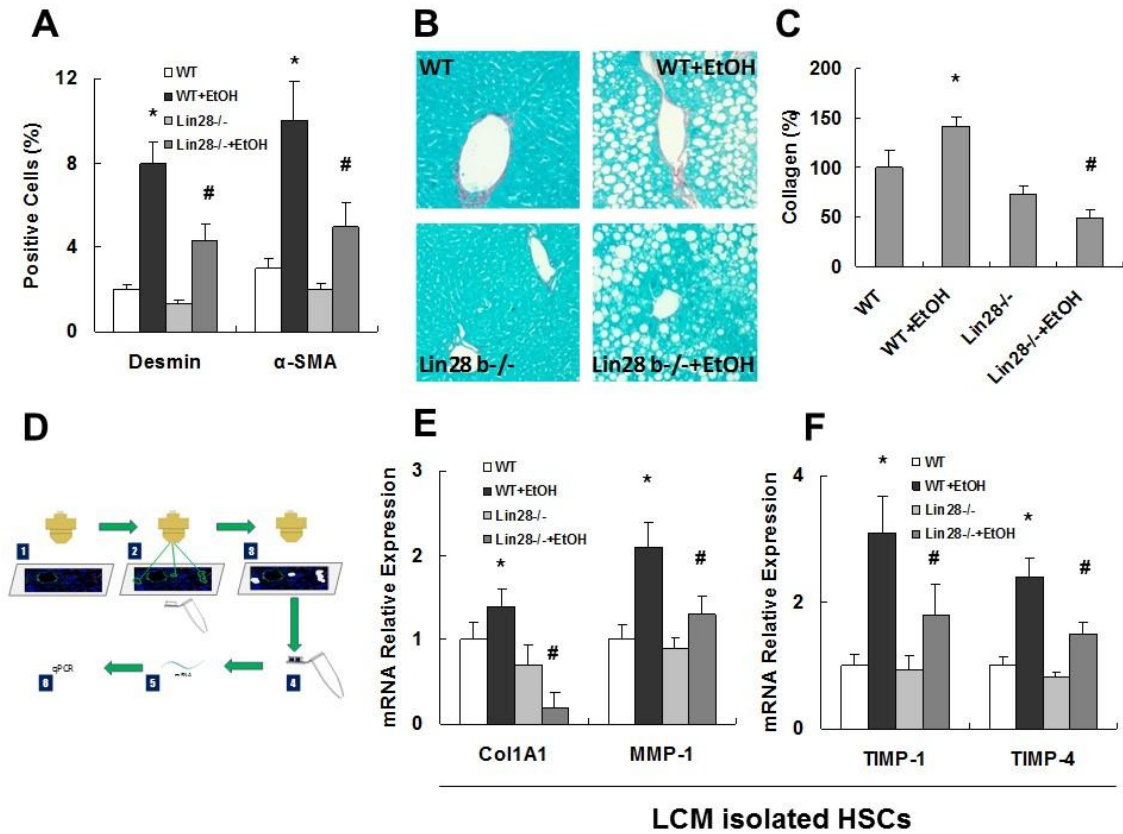 A
Positive Cells (%)
12
8
4
0
WT
WT+EtOH
Lin28-/-
Lin28-/-+EtOH
*
*
#
#
Desmin
α-SMA
B
WT
WT+EtOH
Lin28 b-/-
Lin28 b-/-+EtOH
C
Collagen (%)
200
150
100
50
0
*
#
WT
WT+EtOH
Lin28-/-
Lin28-/-+EtOH
D
1
2
4
5
6
qPCR
E
mRNA Relative Expression
3
2
1
0
WT
WT+EtOH
Lin28-/-
Lin28-/-+EtOH
*
*
#
#
Col1A1
MMP-1
F
mRNA Relative Expression
4
2
0
WT
WT+EtOH
Lin28-/-
Lin28-/-+EtOH
*
*
#
#
TIMP-1
TIMP-4
LCM isolated HSCs